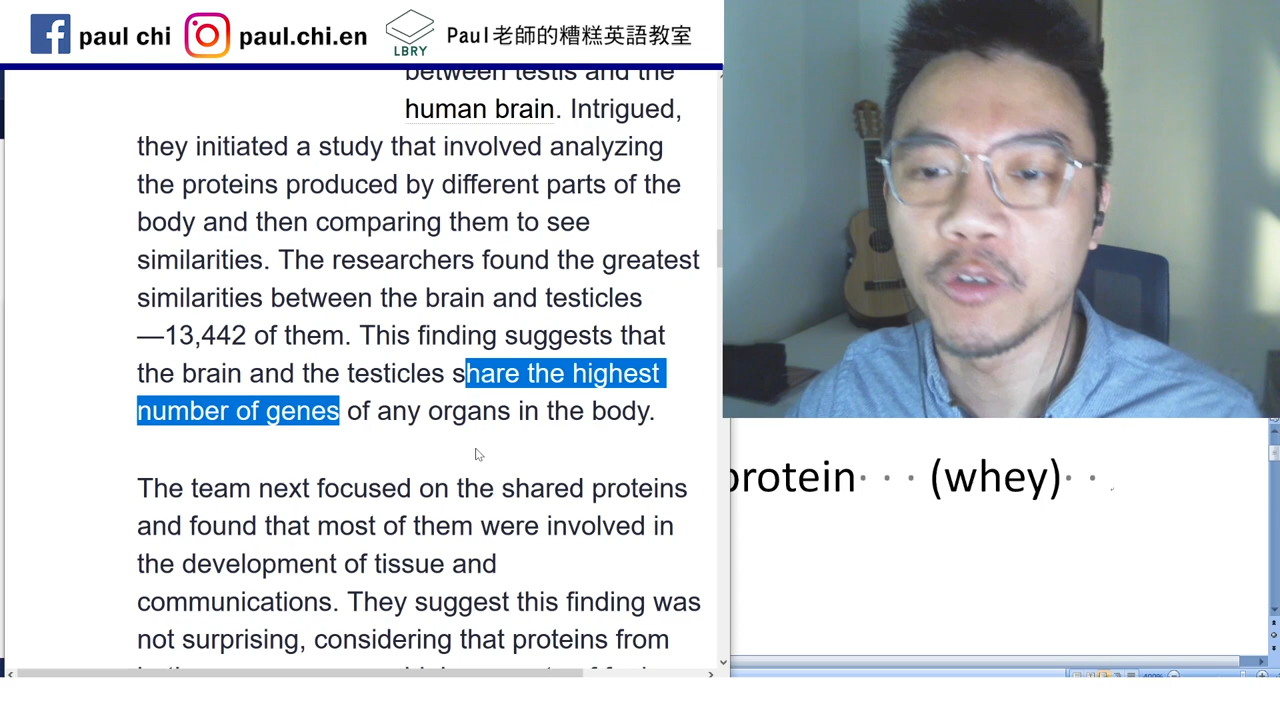 paul chi
paul.chi.en
LBRY
Paul老師的糟糕英語教室
between testis and the
human brain. Intrigued,
they initiated a study that involved analyzing
the proteins produced by different parts of the
body and then comparing them to see
similarities. The researchers found the greatest
similarities between the brain and testicles
—13,442 of them. This finding suggests that
the brain and the testicles share the highest
number of genes of any organs in the body.
The team next focused on the shared proteins
and found that most of them were involved in
the development of tissue and
communications. They suggest this finding was
not surprising, considering that proteins from
protein (whey)